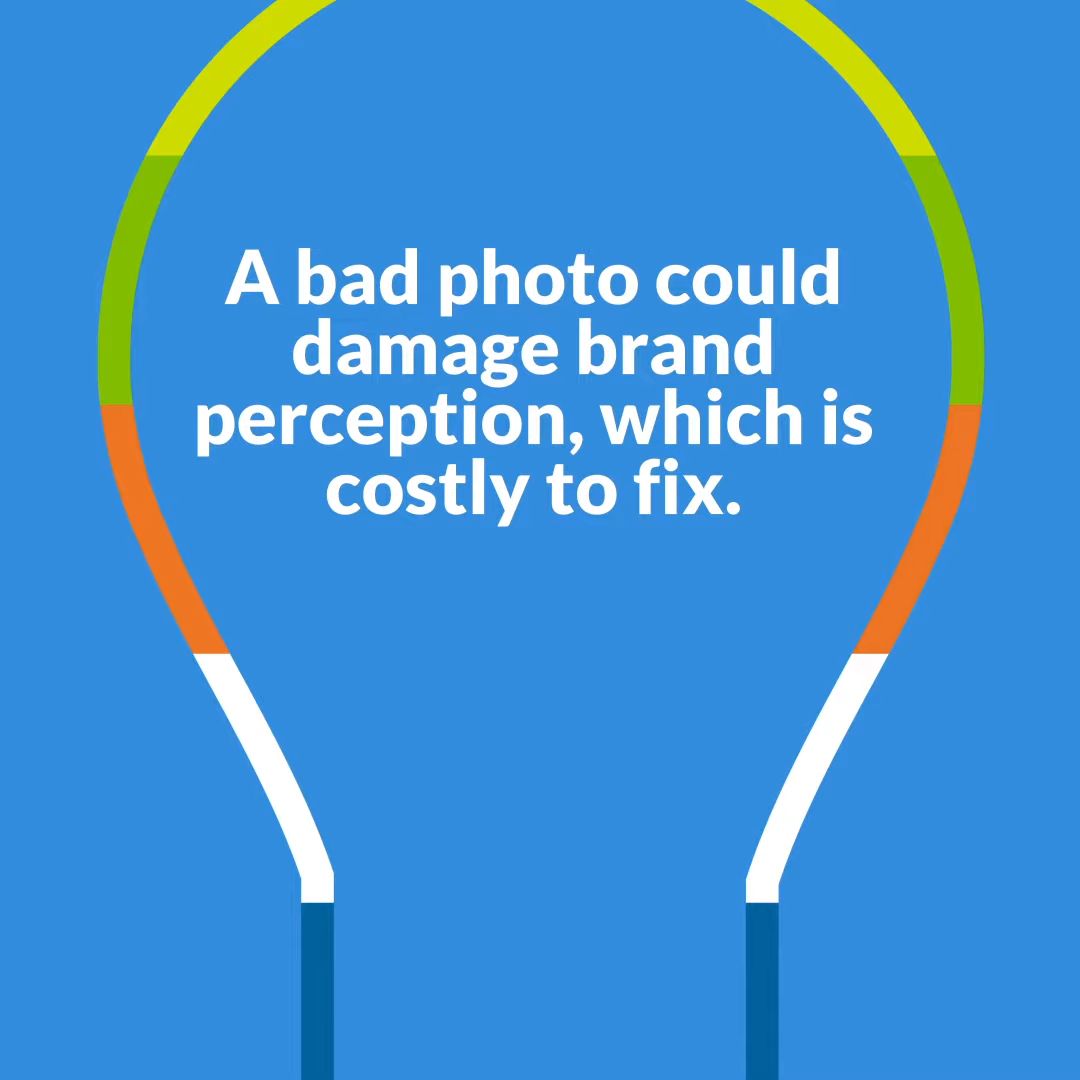 A bad photo could
damage brand
perception, which is
costly to fix.